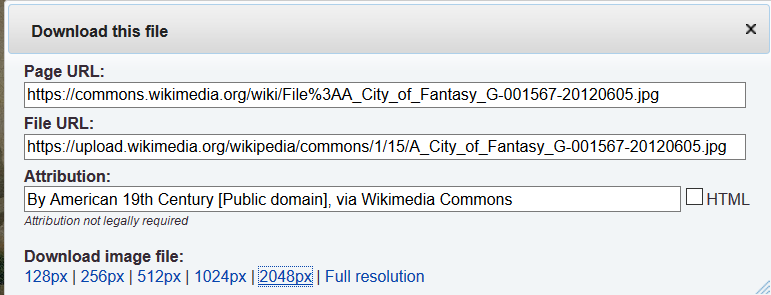 Download this file
Page URL:
https://commons.wikimedia.org/wiki/File%3AA_City_of_Fantasy_G-001567-20120605.jpg
File URL:
https://upload.wikimedia.org/wikipedia/commons/1/15/A_City_of_Fantasy_G-001567-20120605.jpg
Attribution:
By American 19th Century [Public domain], via Wikimedia Commons HTML
Attribution not legally required
Download image file:
128px | 256px | 512px | 1024px | 2048px | Full resolution